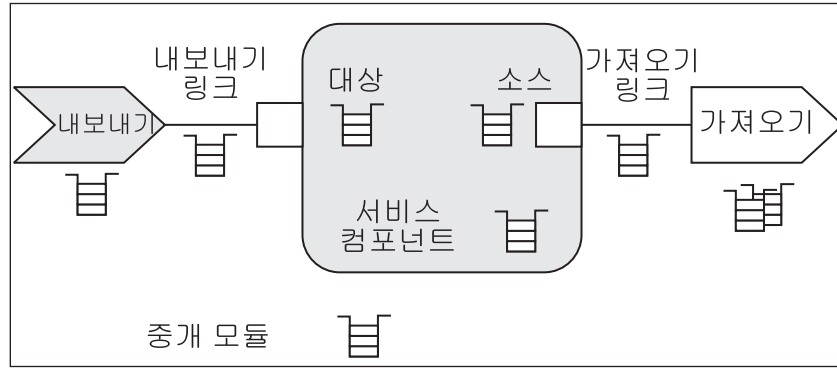 내보내기
내보내기
링크
대상
소스
가져오기
링크
가져오기
서비스
컴포넌트
중개 모듈